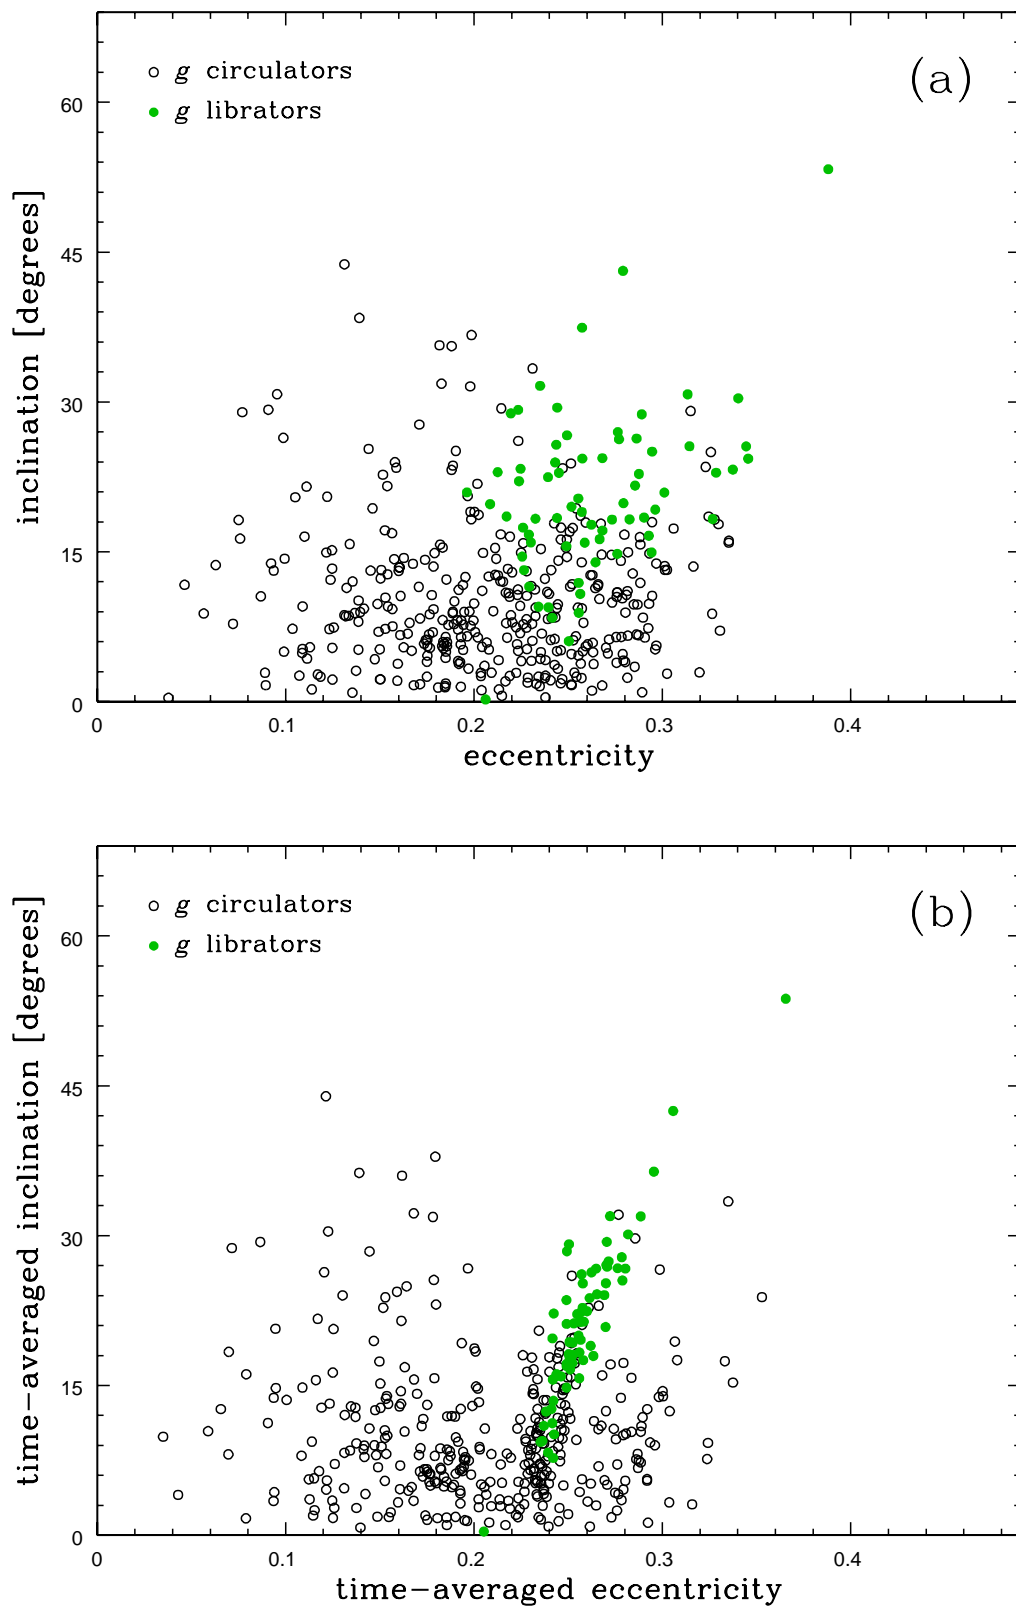 (a)
g circulators
g librators
60
45
30
15
0
inclination [degrees]
0 0.1 0.2 0.3 0.4
eccentricity
(b)
g circulators
g librators
60
45
30
15
0
time-averaged inclination [degrees]
0 0.1 0.2 0.3 0.4
time-averaged eccentricity